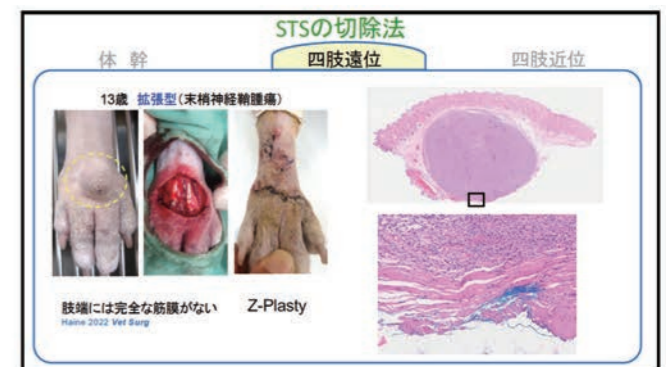 STSの切除法
体 幹
四肢遠位
四肢近位
13歳 拡張型(末梢神経鞘腫瘍)
肢端には完全な筋膜がない
Z-Plasty
Haine 2022 Vet Surg